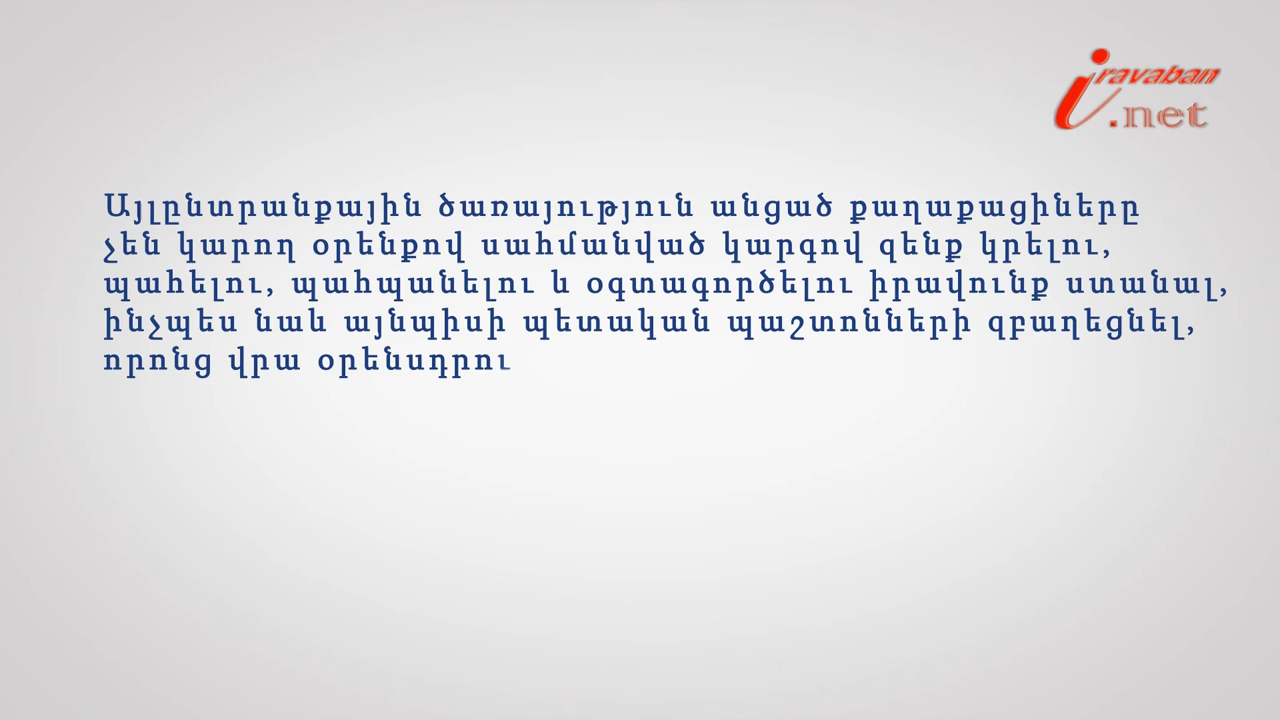 iravaban
.net
Այլընտրանքային ծառայություն անցած քաղաքացիները
չեն կարող օրենքով սահմանված կարգով զենք կրելու,
պահելու, պահպանելու և օգտագործելու իրավունք ստանալ,
ինչպես նաև այնպիսի պետական պաշտոնների զբաղեցնել,
որոնց վրա օրենսդրու